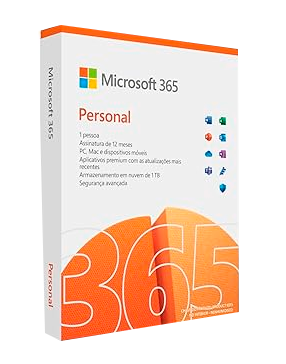 Microsoft 365
Personal
1 pessoa
Assinatura de 12 meses
PC, Mac e dispositivos móveis
Aplicativos premium com as atualizações mais
recentes
Armazenamento em nuvem de 1 TB
Segurança avançada
365
Microsoft 365
Personal